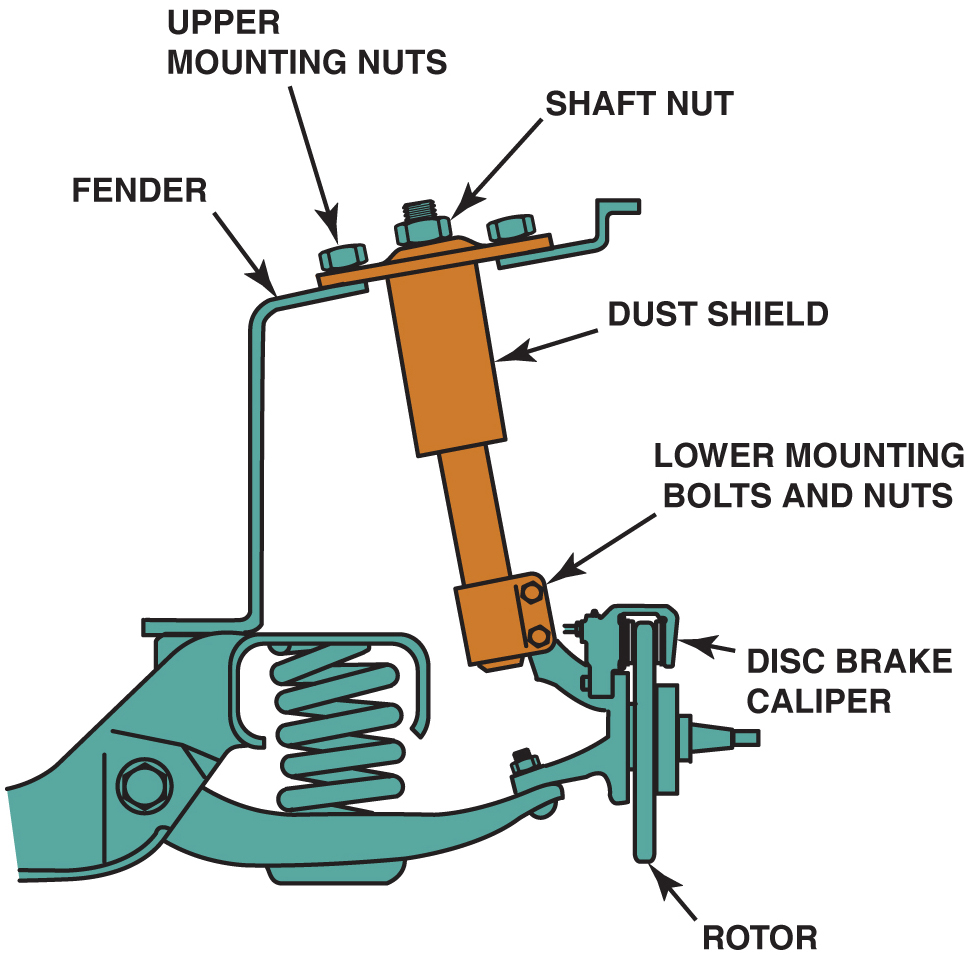 UPPER
MOUNTING NUTS
SHAFT NUT
FENDER
DUST SHIELD
LOWER MOUNTING
BOLTS AND NUTS
DISC BRAKE
CALIPER
ROTOR